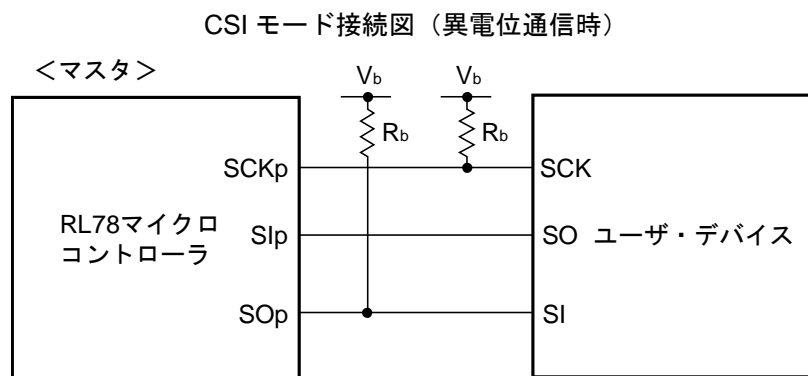 CSI モード接続図（異電位通信時）
＜マスタ＞
Vb
Vb
Rb
Rb
SCKp
SCK
RL78マイクロ
コントローラ
SIp
SO
ユーザ・デバイス
SOp
SI